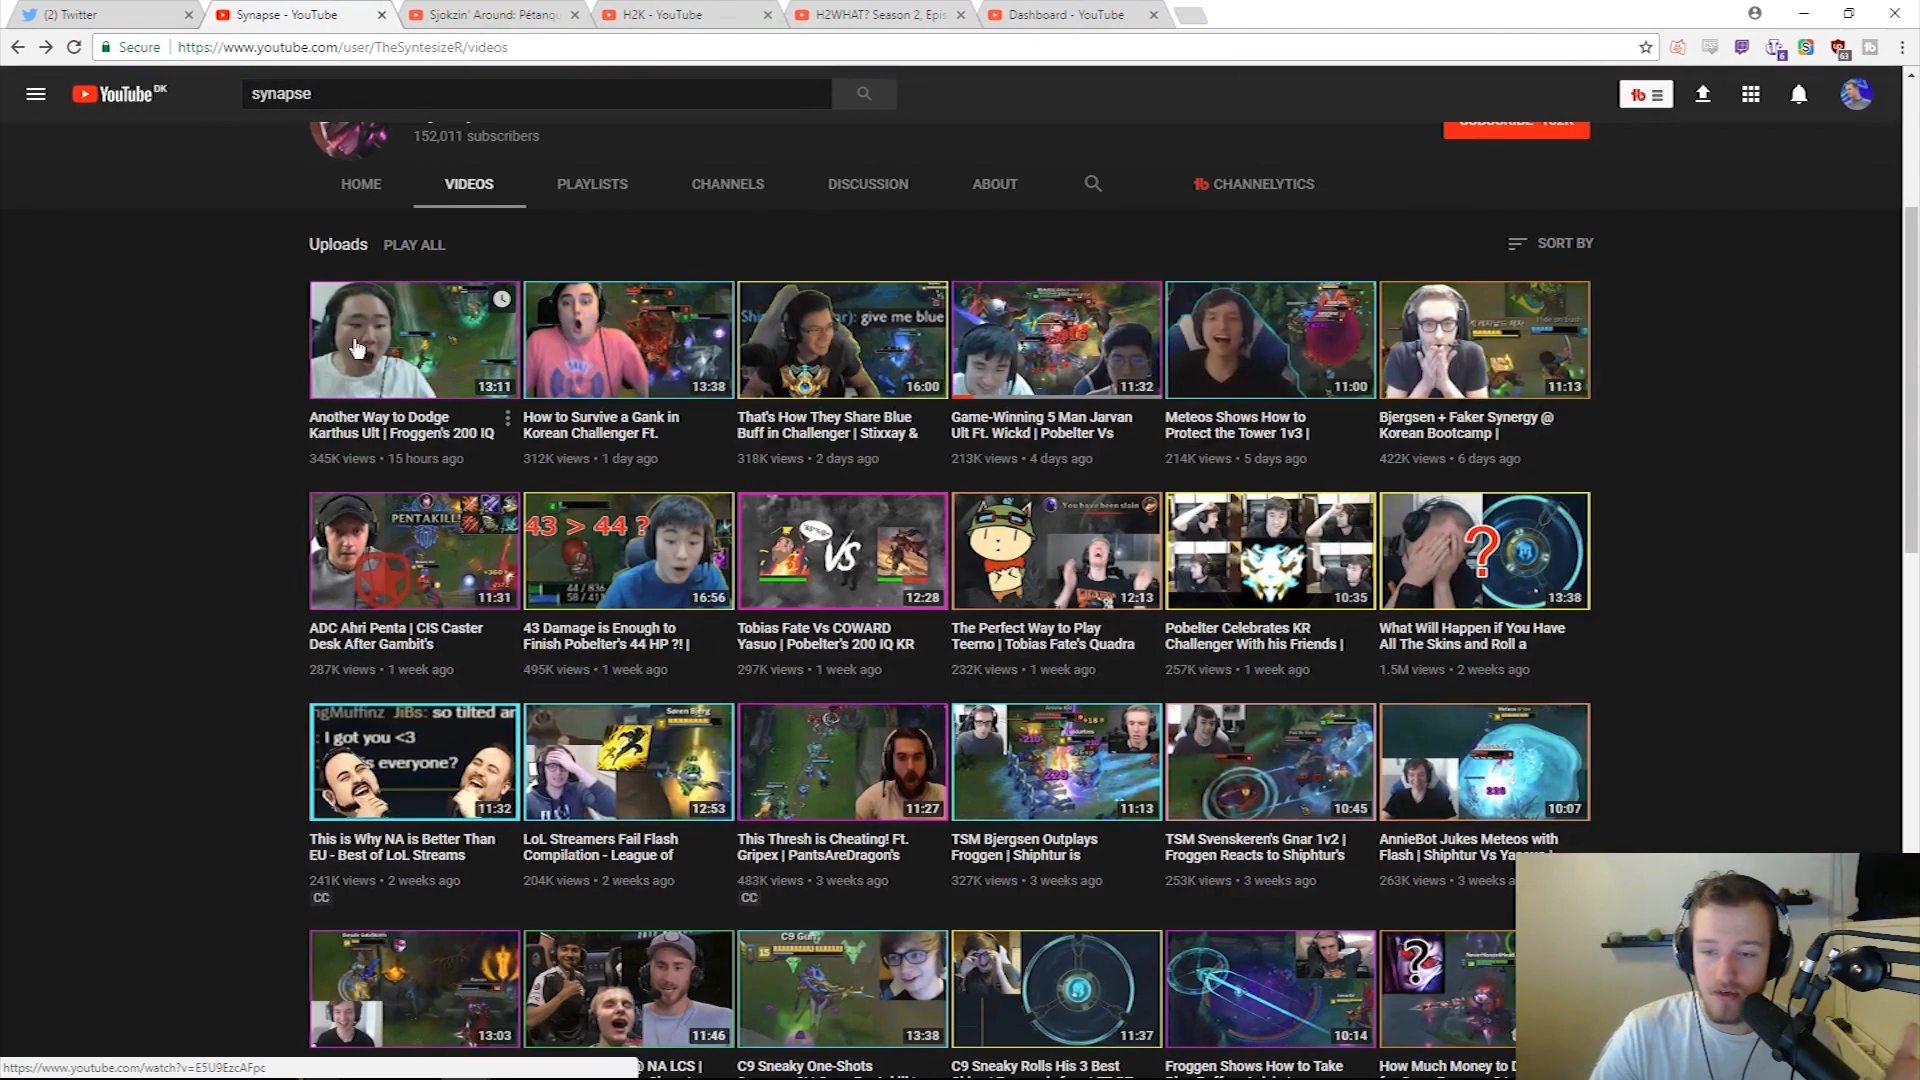 (2) Twitter
Synapse - YouTube
Sjokzin' Around: Pétanqu
H2K - YouTube
H2WHAT? Season 2, Epis
Dashboard - YouTube
Secure
https://www.youtube.com/user/TheSyntesizeR/videos
YouTube DK
synapse
152,011 subscribers
HOME
VIDEOS
PLAYLISTS
CHANNELS
DISCUSSION
ABOUT
CHANNELYTICS
Uploads
PLAY ALL
SORT BY
give me blue
13:11
13:38
16:00
11:32
11:00
11:13
Another Way to Dodge
Karthus Ult | Froggen's 200 IQ
345K views • 15 hours ago
How to Survive a Gank in
Korean Challenger Ft.
312K views • 1 day ago
That's How They Share Blue
Buff in Challenger | Stixxay &
318K views • 2 days ago
Game-Winning 5 Man Jarvan
Ult Ft. Wickd | Pobelter Vs
213K views • 4 days ago
Meteos Shows How to
Protect the Tower 1v3 |
214K views • 5 days ago
Bjergsen + Faker Synergy @
Korean Bootcamp |
422K views • 6 days ago
PENTAKILL!
43 > 44 ?
VS
You have been slain
?
11:31
16:56
12:28
12:13
10:35
13:38
ADC Ahri Penta | CIS Caster
Desk After Gambit's
287K views • 1 week ago
43 Damage is Enough to
Finish Pobelter's 44 HP ?! |
495K views • 1 week ago
Tobias Fate Vs COWARD
Yasuo | Pobelter's 200 IQ KR
297K views • 1 week ago
The Perfect Way to Play
Teemo | Tobias Fate's Quadra
232K views • 1 week ago
Pobelter Celebrates KR
Challenger With his Friends |
257K views • 1 week ago
What Will Happen if You Have
All The Skins and Roll a
1.5M views • 2 weeks ago
ngMuffinz JiBs: so tilted ar
: I got you <3
s everyone?
11:32
12:53
11:27
11:13
10:45
10:07
This is Why NA is Better Than
EU - Best of LoL Streams
241K views • 2 weeks ago
CC
LoL Streamers Fail Flash
Compilation - League of
204K views • 2 weeks ago
This Thresh is Cheating! Ft.
Gripex | PantsAreDragon's
483K views • 3 weeks ago
CC
TSM Bjergsen Outplays
Froggen | Shiphtur is
327K views • 3 weeks ago
TSM Svenskeren's Gnar 1v2 |
Froggen Reacts to Shiphtur's
253K views • 3 weeks ago
AnnieBot Jukes Meteos with
Flash | Shiphtur Vs
263K views • 3 weeks a
C9 Gun
?
13:03
11:46
13:38
11:37
10:14
NA LCS |
C9 Sneaky One-Shots
C9 Sneaky Rolls His 3 Best
Froggen Shows How to Take
How Much Money to D
https://www.youtube.com/watch?v=E5U9EzcAFpc